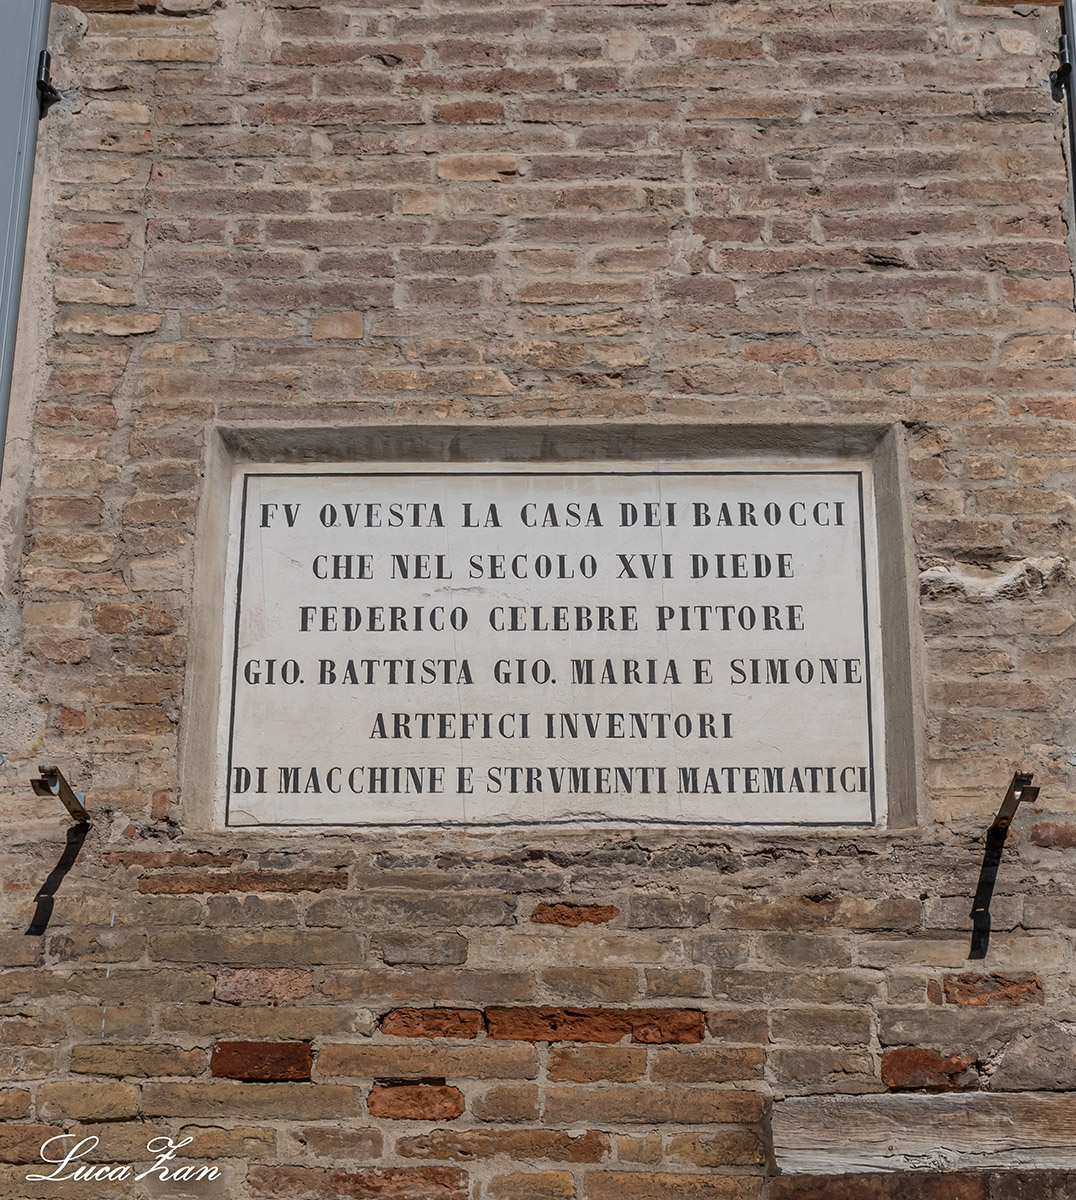 FV QVESTA LA CASA DEI BAROCCI
CHE NEL SECOLO XVI DIEDE
FEDERICO CELEBRE PITTORE
GIO. BATTISTA GIO. MARIA E SIMONE
ARTEFICI INVENTORI
DI MACCHINE E STRVMENTI MATEMATICI
Luca Zan